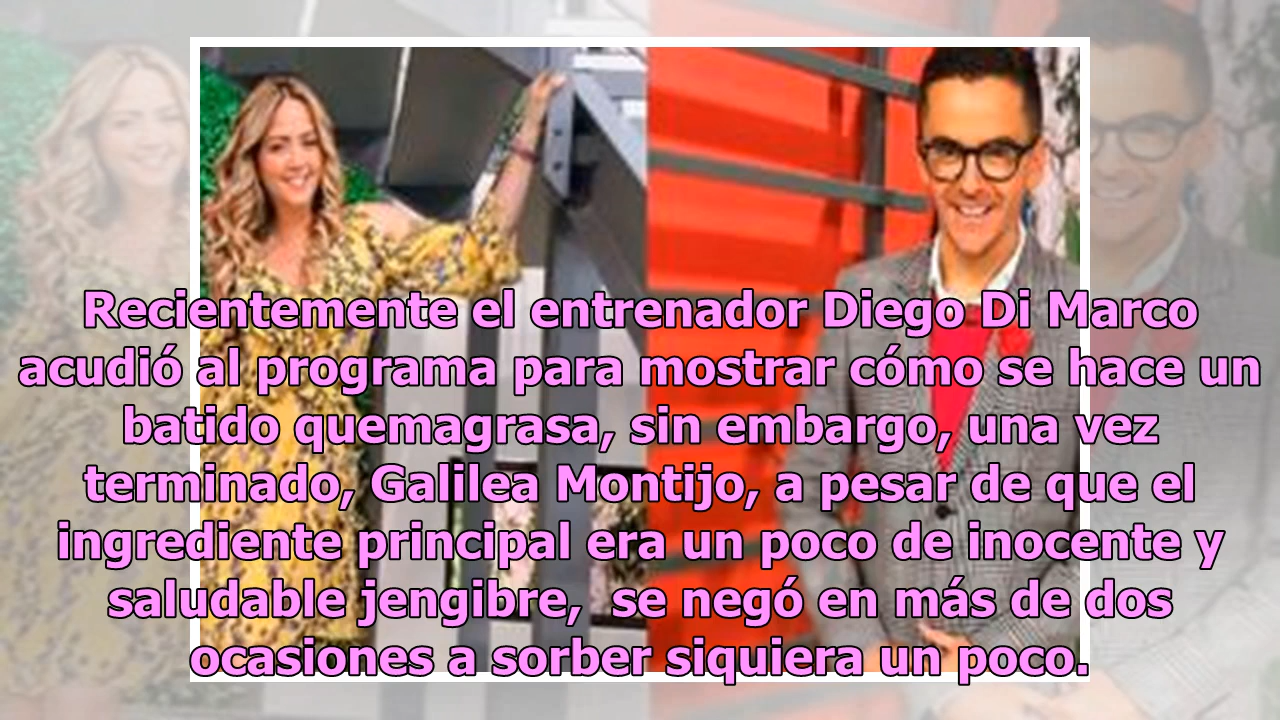 Recientemente el entrenador Diego Di Marco
acudió al programa para mostrar cómo se hace un
batido quemagrasa, sin embargo, una vez
terminado, Galilea Montijo, a pesar de que el
ingrediente principal era un poco de inocente y
saludable jengibre,  se negó en más de dos
ocasiones a sorber siquiera un poco.